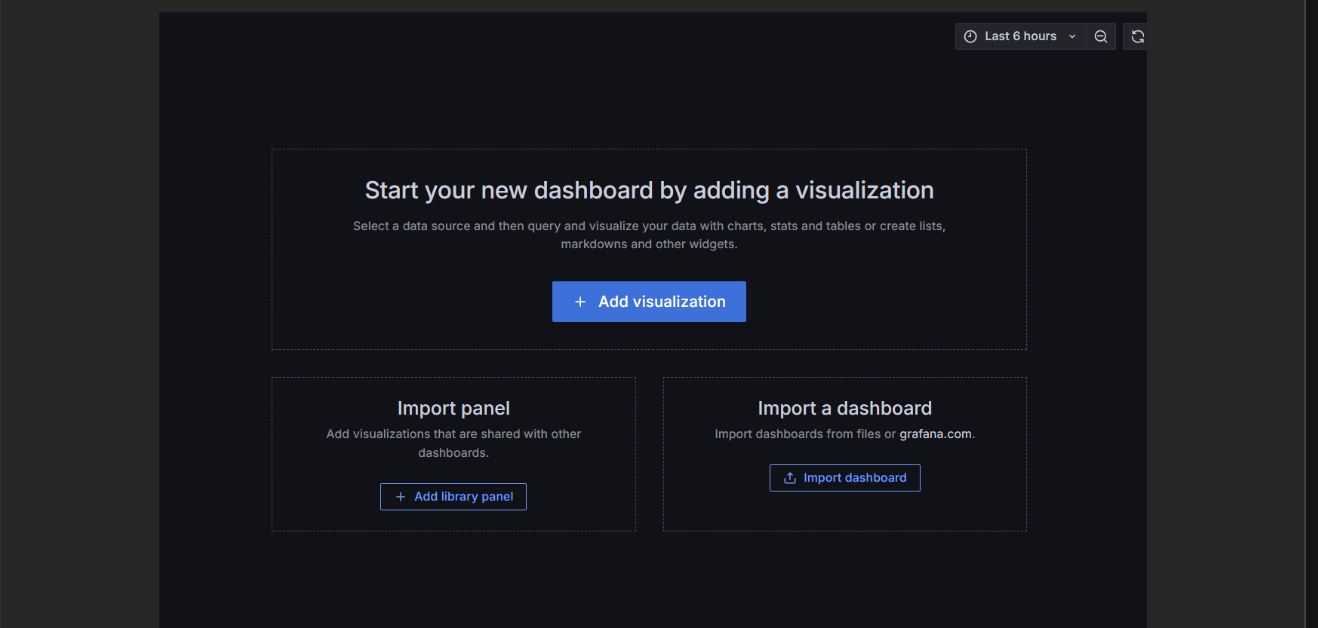 Last 6 hours
Start your new dashboard by adding a visualization
Select a data source and then query and visualize your data with charts, stats and tables or create lists,
markdowns and other widgets.
+ Add visualization
Import panel
Add visualizations that are shared with other
dashboards.
+ Add library panel
Import a dashboard
Import dashboards from files or grafana.com.
Import dashboard